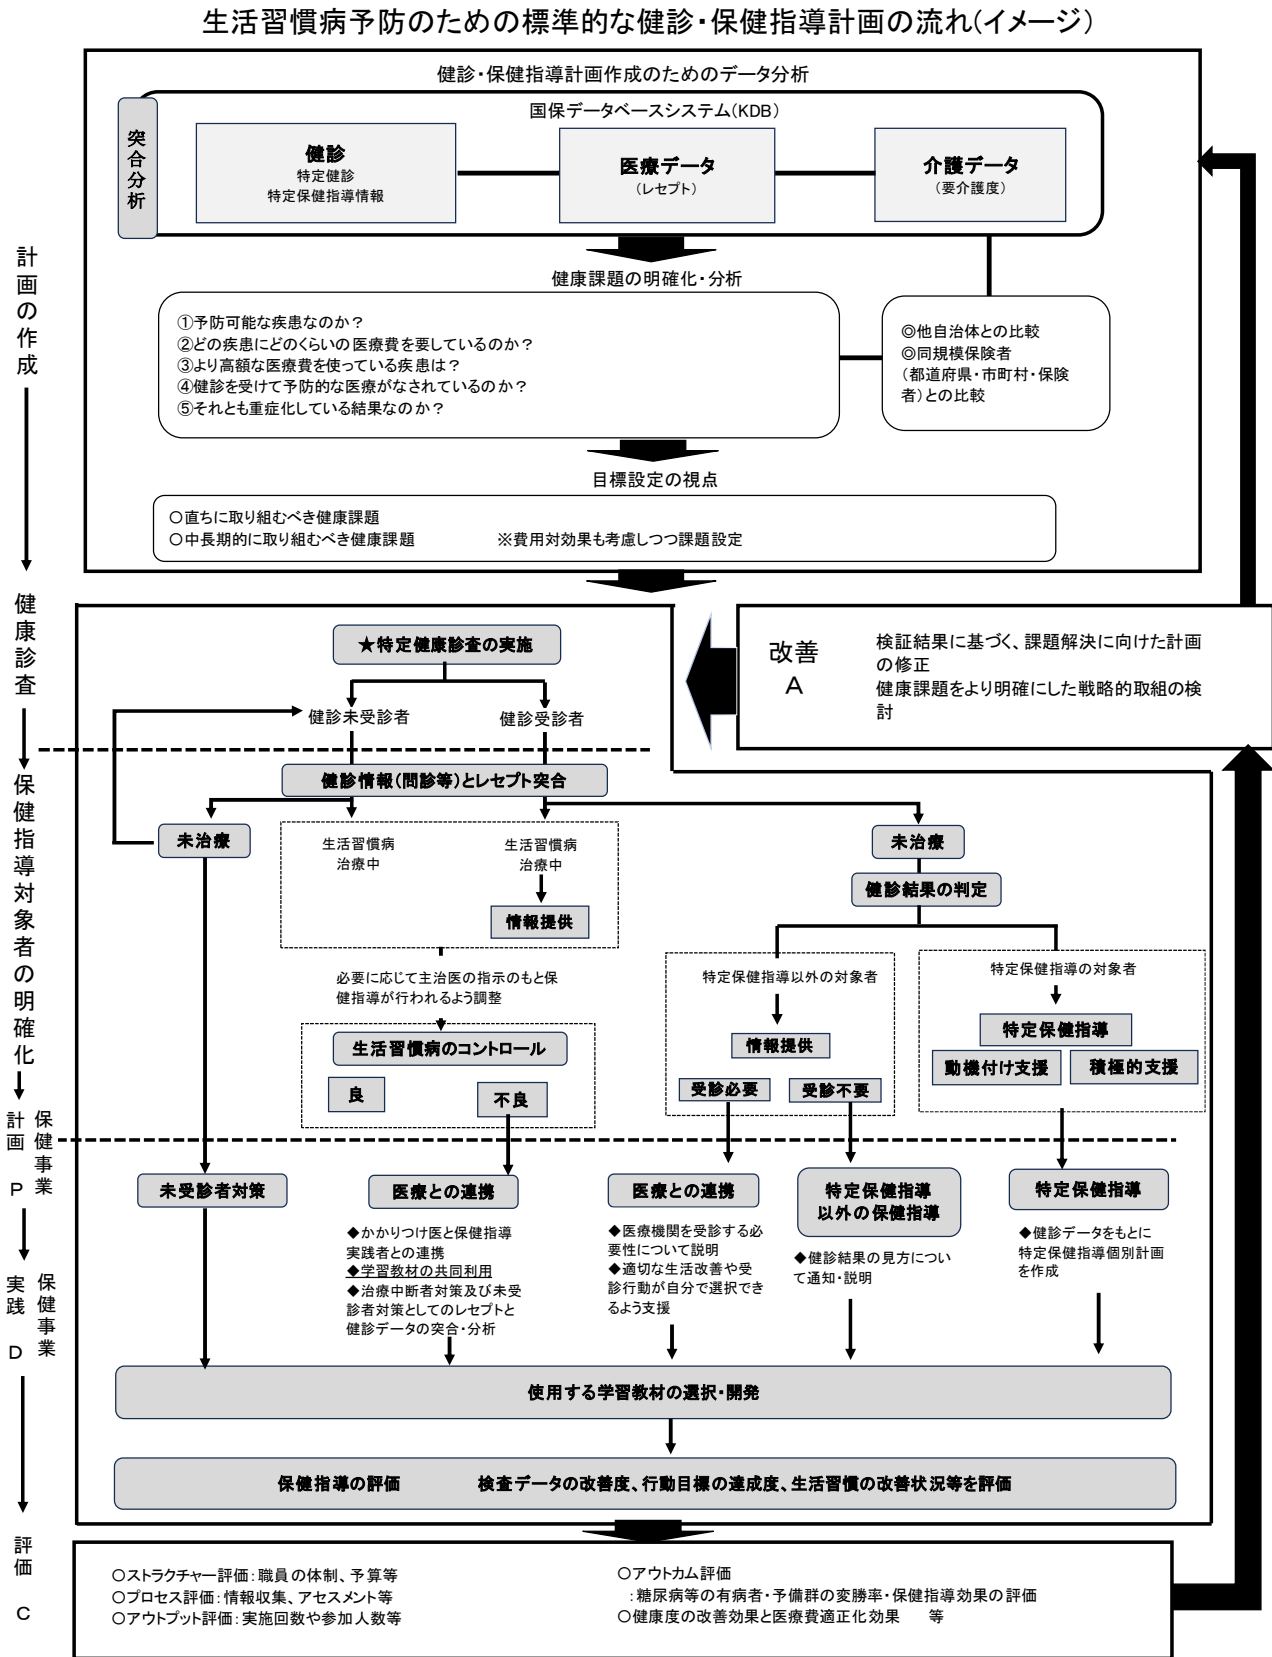 生活習慣病予防のための標準的な健診・保健指導計画の流れ(イメージ)
健診・保健指導計画作成のためのデータ分析
国保データベースシステム(KDB)
突合分析
健診
特定健診
特定保健指導情報
医療データ
(レセプト)
介護データ
(要介護度)
計画の作成
健康課題の明確化・分析
①予防可能な疾患なのか？
②どの疾患にどのくらいの医療費を要しているのか？
③より高額な医療費を使っている疾患は？
④健診を受けて予防的な医療がなされているのか？
⑤それとも重症化している結果なのか？
◎他自治体との比較
◎同規模保険者
(都道府県・市町村・保険
者)との比較
目標設定の視点
○直ちに取り組むべき健康課題
○中長期的に取り組むべき健康課題　※費用対効果も考慮しつつ課題設定
健康診査
★特定健康診査の実施
健診未受診者
健診受診者
改善
A
検証結果に基づく、課題解決に向けた計画
の修正
健康課題をより明確にした戦略的取組の検
討
保健指導対象者の明確化
健診情報(問診等)とレセプト突合
未治療
生活習慣病
治療中
生活習慣病
治療中
情報提供
未治療
健診結果の判定
必要に応じて主治医の指示のもと保
健指導が行われるよう調整
生活習慣病のコントロール
良
不良
特定保健指導以外の対象者
情報提供
受診必要
受診不要
特定保健指導の対象者
特定保健指導
動機付け支援
積極的支援
保健事業
計画 P
未受診者対策
医療との連携
◆かかりつけ医と保健指導
実践者との連携
◆学習教材の共同利用
◆治療中断者対策及び未受
診者対策としてのレセプトと
健診データの突合・分析
医療との連携
◆医療機関を受診する必
要性について説明
◆適切な生活改善や受
診行動が自分で選択でき
るよう支援
特定保健指導
以外の保健指導
◆健診結果の見方につい
て通知・説明
特定保健指導
◆健診データをもとに
特定保健指導個別計画
を作成
保健事業
実践 D
使用する学習教材の選択・開発
保健指導の評価　検査データの改善度、行動目標の達成度、生活習慣の改善状況等を評価
評価 C
○ストラクチャー評価：職員の体制、予算等
○プロセス評価：情報収集、アセスメント等
○アウトプット評価：実施回数や参加人数等
○アウトカム評価
：糖尿病等の有病者・予備群の変勝率・保健指導効果の評価
○健康度の改善効果と医療費適正化効果　等